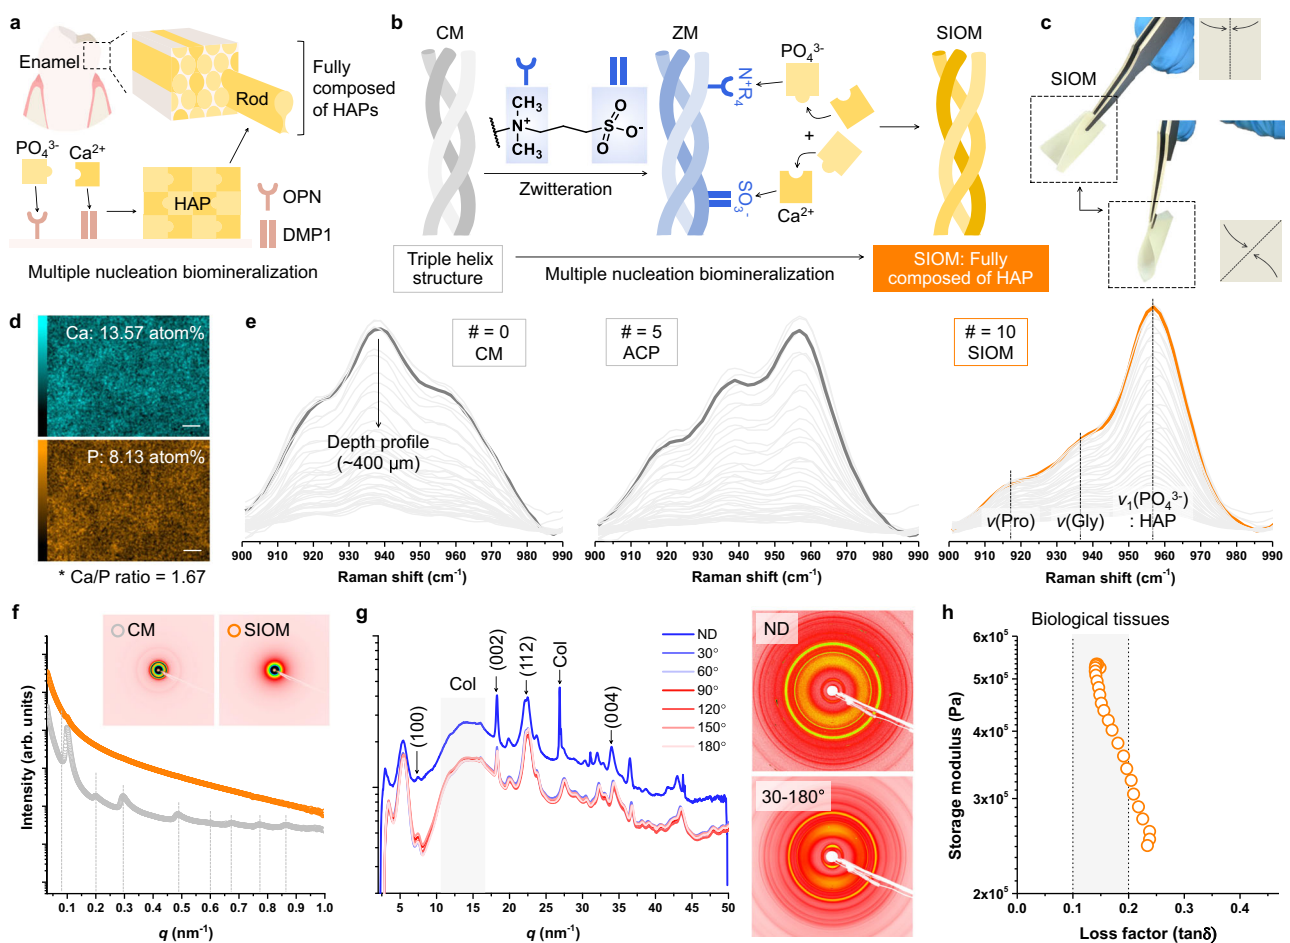 a
Enamel
Rod
Fully
composed
of HAPs
PO₄³⁻
Ca²⁺
HAP
OPN
DMP1
Multiple nucleation biomineralization
b
CM
ZM
SIOM
CH₃
N⁺
CH₃
O
S
O
O⁻
N⁺R₄
SO₃⁻
PO₄³⁻
+
Ca²⁺
Zwitteration
Triple helix
structure
Multiple nucleation biomineralization
SIOM: Fully
composed of HAP
c
SIOM
d
Ca: 13.57 atom%
P: 8.13 atom%
* Ca/P ratio = 1.67
e
# = 0
CM
Depth profile
(~400 µm)
900 910 920 930 940 950 960 970 980 990
Raman shift (cm⁻¹)
# = 5
ACP
900 910 920 930 940 950 960 970 980 990
Raman shift (cm⁻¹)
# = 10
SIOM
ν(Pro)
ν(Gly)
ν₁(PO₄³⁻)
: HAP
900 910 920 930 940 950 960 970 980 990
Raman shift (cm⁻¹)
f
CM
SIOM
Intensity (arb. units)
0.1 0.2 0.3 0.4 0.5 0.6 0.7 0.8 0.9 1.0
q (nm⁻¹)
g
(100)
Col
(002)
(112)
Col
(004)
ND
30°
60°
90°
120°
150°
180°
5 10 15 20 25 30 35 40 45 50
q (nm⁻¹)
ND
30-180°
h
Biological tissues
Storage modulus (Pa)
6x10⁵
5x10⁵
4x10⁵
3x10⁵
2x10⁵
0.0 0.1 0.2 0.3 0.4
Loss factor (tanδ)